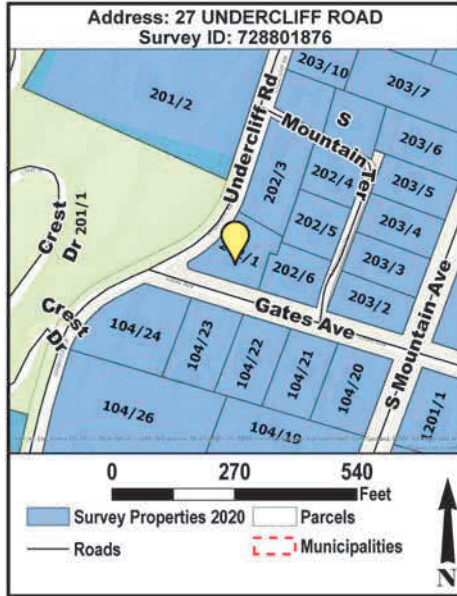 Address: 27 UNDERCLIFF ROAD
Survey ID: 728801876
203/10
203/7
201/2
Undercliff-Rd
S
Mountain-Ter
203/6
202/3
202/4
203/5
201/1
Crest
Dr
202/5
203/4
203/3
202/6
203/2
Gates-Ave
S-Mountain-Ave
Crest
Dr
104/24
104/23
104/22
104/21
104/20
1201/1
104/26
104/19
0 270 540
Feet
Survey Properties 2020
Parcels
Roads
Municipalities
N